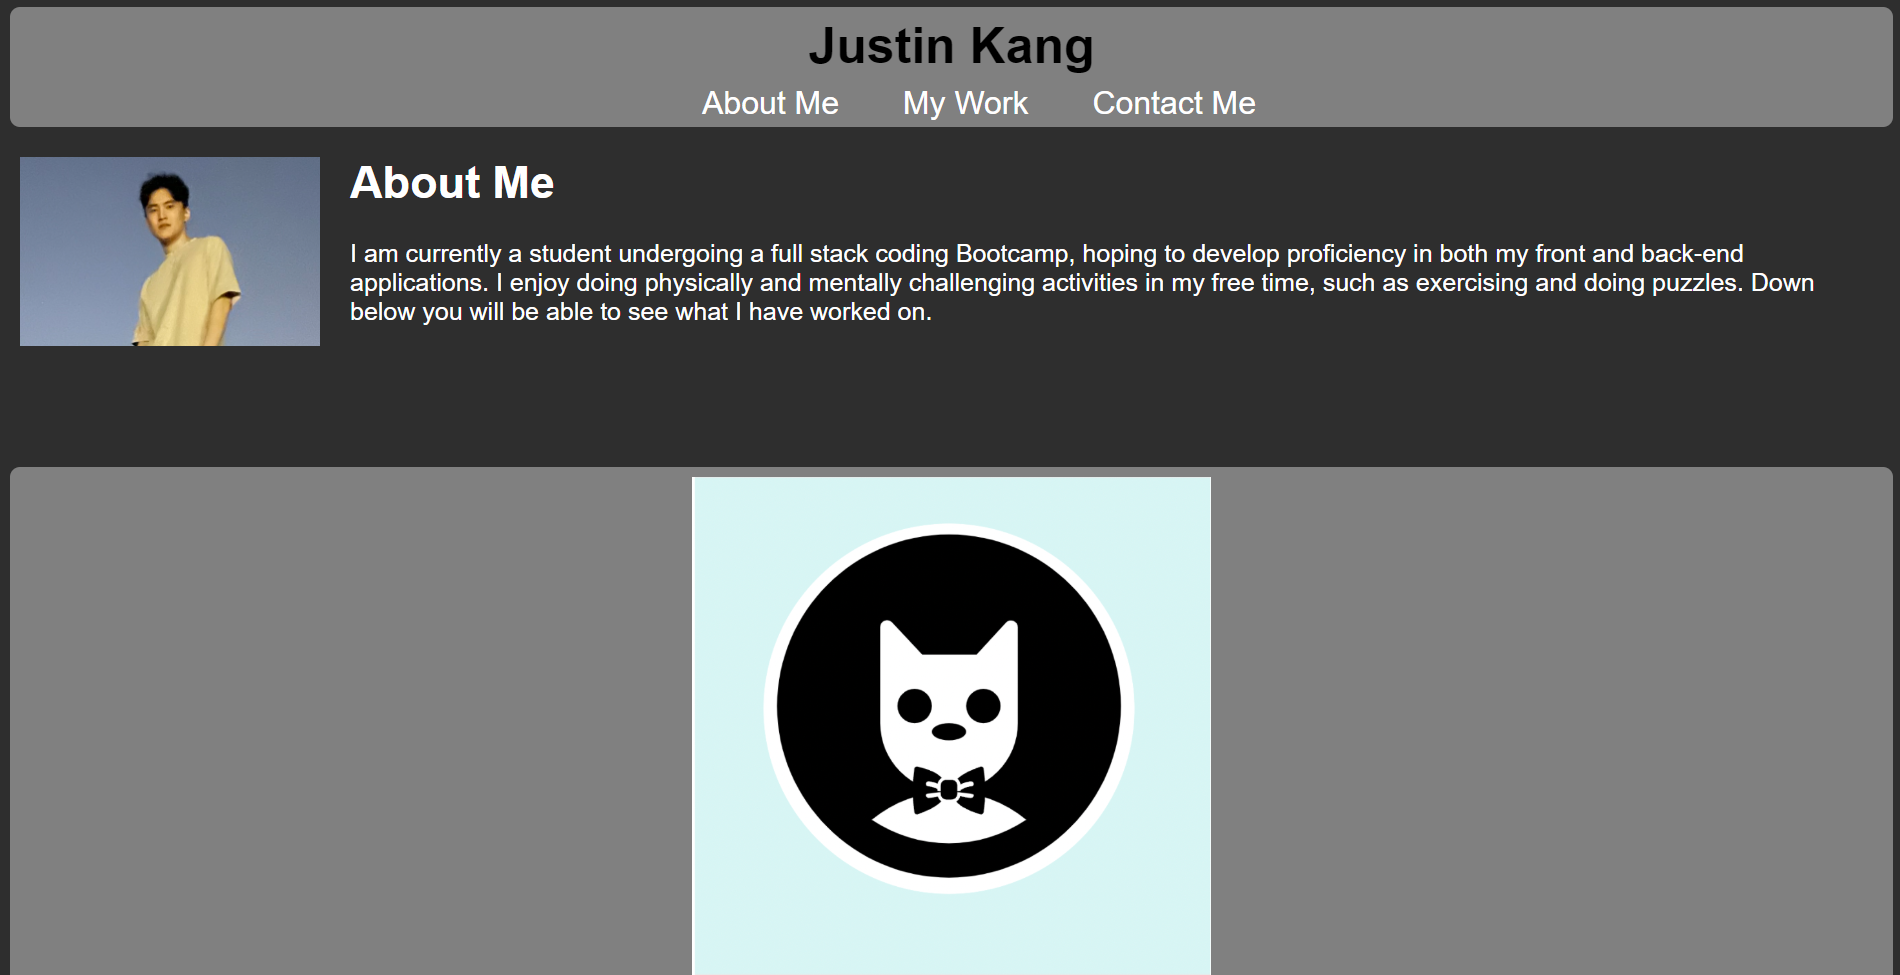 Justin Kang
About Me My Work Contact Me
About Me
I am currently a student undergoing a full stack coding Bootcamp, hoping to develop proficiency in both my front and back-end
applications. I enjoy doing physically and mentally challenging activities in my free time, such as exercising and doing puzzles. Down
below you will be able to see what I have worked on.